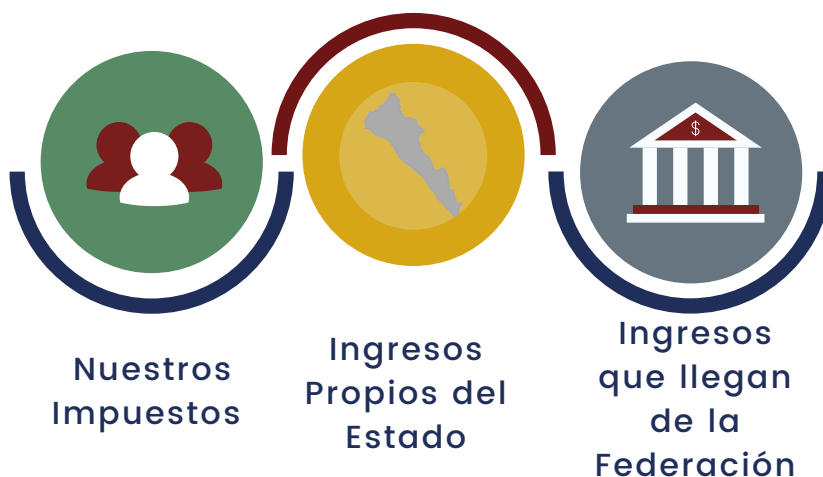 $
Nuestros
Impuestos
Ingresos
Propios del
Estado
Ingresos
que llegan
de la
Federación